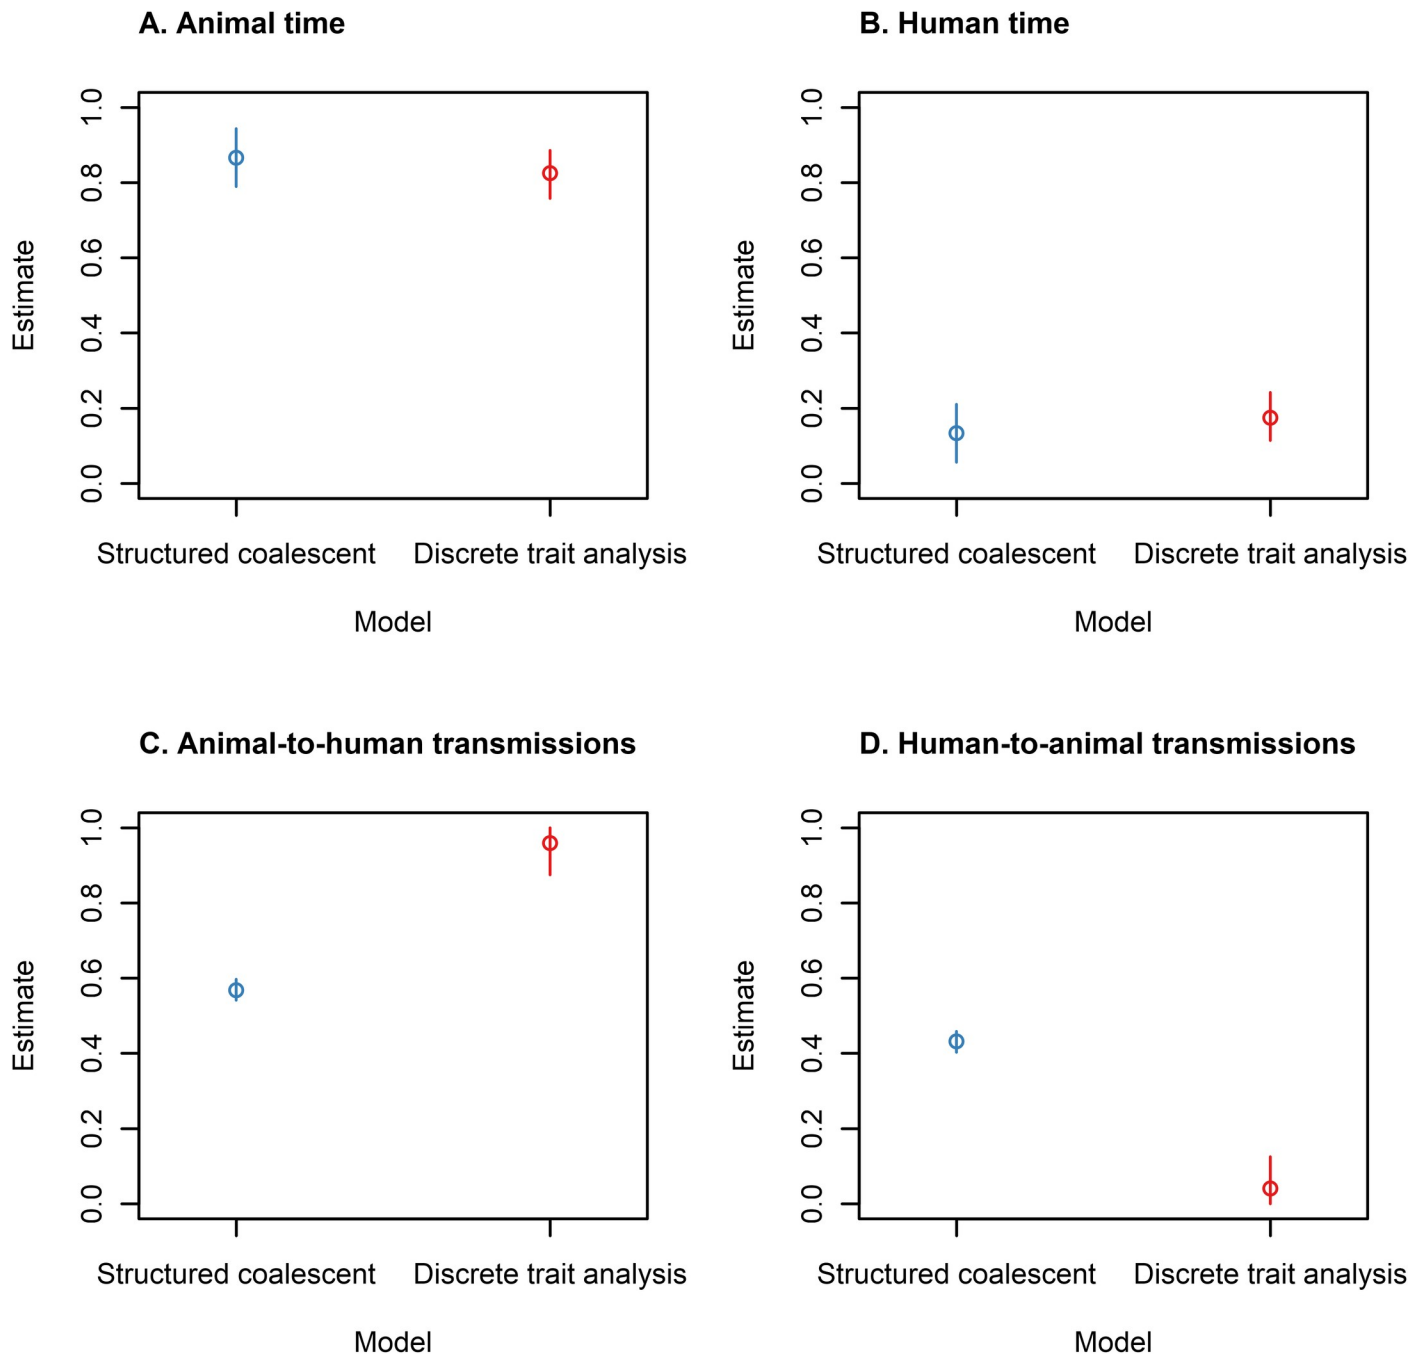 A. Animal time
1.0
0.8
0.6
0.4
0.2
0.0
Estimate
Structured coalescent
Discrete trait analysis
Model
B. Human time
1.0
0.8
0.6
0.4
0.2
0.0
Estimate
Structured coalescent
Discrete trait analysis
Model
C. Animal-to-human transmissions
1.0
0.8
0.6
0.4
0.2
0.0
Estimate
Structured coalescent
Discrete trait analysis
Model
D. Human-to-animal transmissions
1.0
0.8
0.6
0.4
0.2
0.0
Estimate
Structured coalescent
Discrete trait analysis
Model